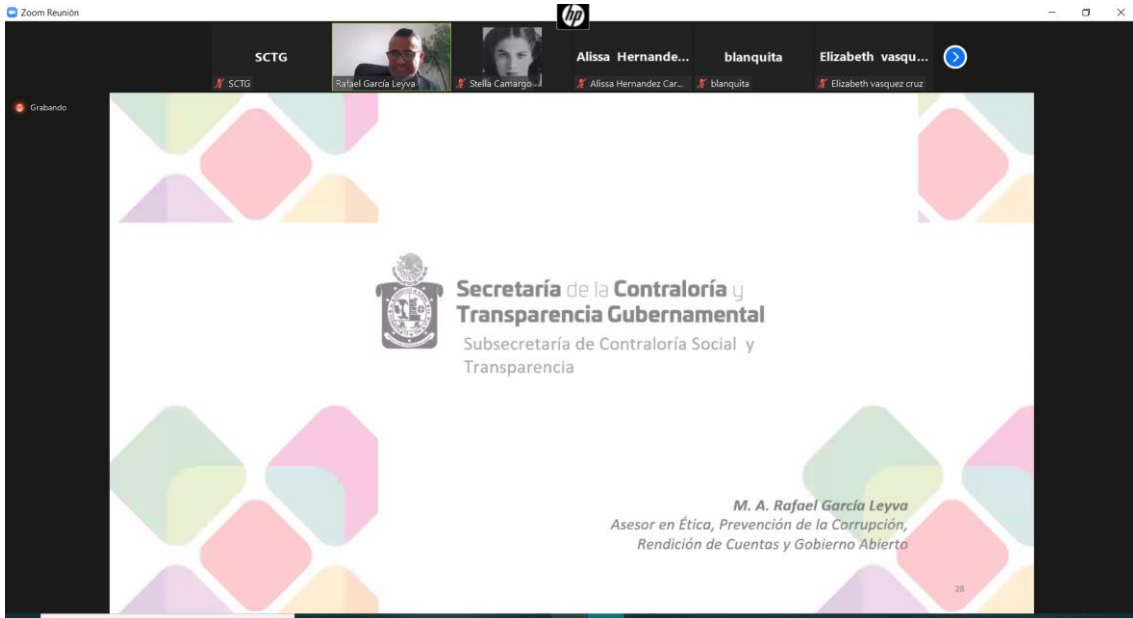 Zoom Reunión
hp
SCTG
Alissa Hernande...
blanquita
Elizabeth vasqu...
SCTG
Rafael García Leyva
Stella Camargo
Alissa Hernandez Car...
blanquita
Elizabeth vasquez cruz
Grabando
Secretaría de la Contraloría y
Transparencia Gubernamental
Subsecretaría de Contraloría Social y
Transparencia
M. A. Rafael García Leyva
Asesor en Ética, Prevención de la Corrupción,
Rendición de Cuentas y Gobierno Abierto
28